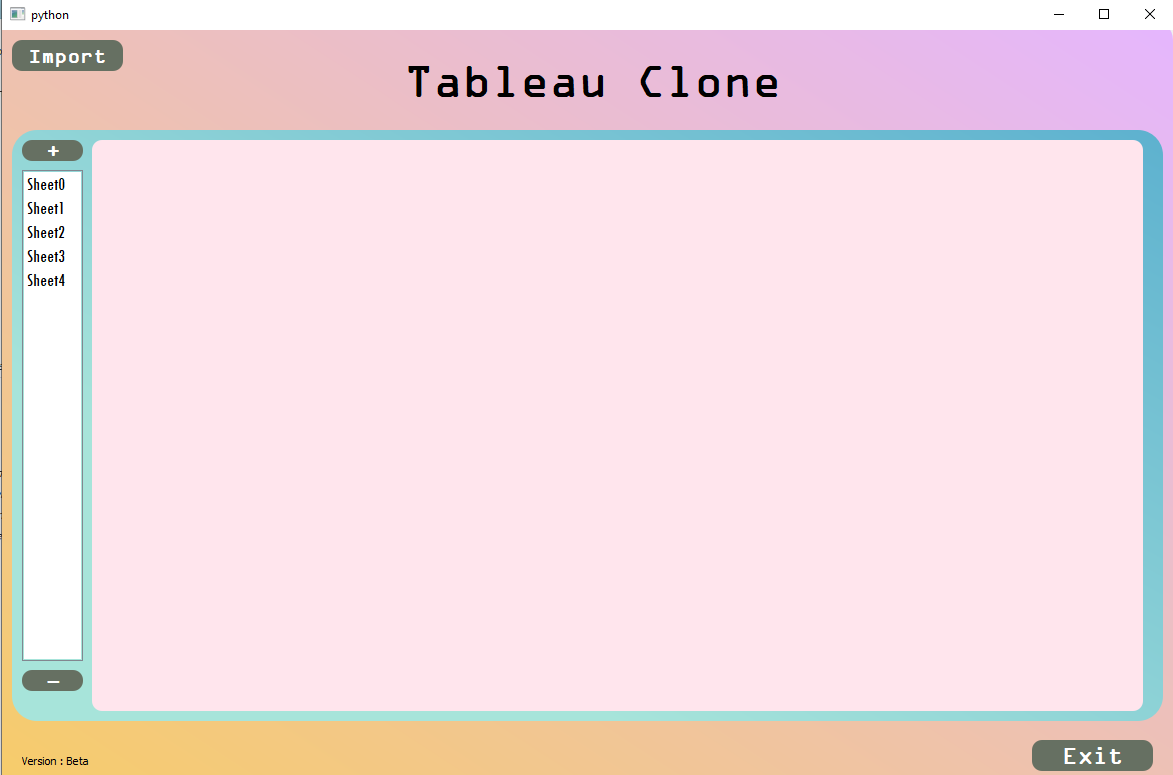 python
Import
Tableau Clone
+
Sheet0
Sheet1
Sheet2
Sheet3
Sheet4
–
Version : Beta
Exit